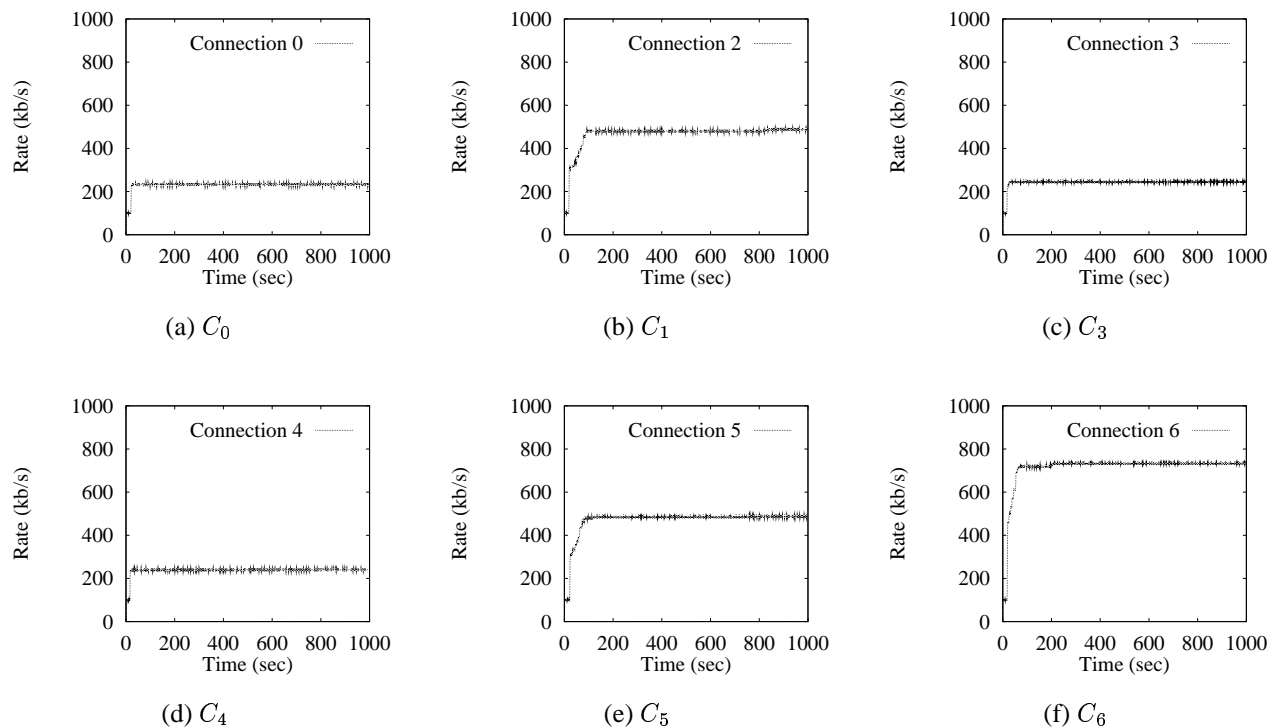 1000
800
600
400
200
0
Rate (kb/s)
Connection 0
0 200 400 600 800 1000
Time (sec)
(a) C0
1000
800
600
400
200
0
Rate (kb/s)
Connection 2
0 200 400 600 800 1000
Time (sec)
(b) C1
1000
800
600
400
200
0
Rate (kb/s)
Connection 3
0 200 400 600 800 1000
Time (sec)
(c) C3
1000
800
600
400
200
0
Rate (kb/s)
Connection 4
0 200 400 600 800 1000
Time (sec)
(d) C4
1000
800
600
400
200
0
Rate (kb/s)
Connection 5
0 200 400 600 800 1000
Time (sec)
(e) C5
1000
800
600
400
200
0
Rate (kb/s)
Connection 6
0 200 400 600 800 1000
Time (sec)
(f) C6